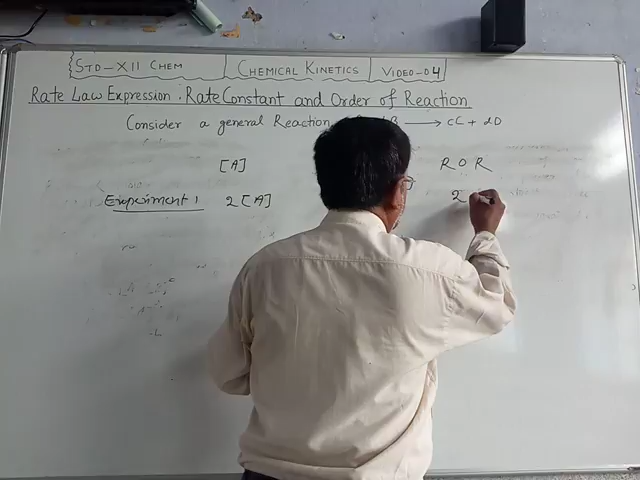 STD-XII CHEM CHEMICAL KINETICS VIDEO-04
Rate Law Expression. Rate Constant and Order of Reaction
Consider a general Reaction B ⟶ cC + dD
[A] R O R
Experiment 1 2[A] 2